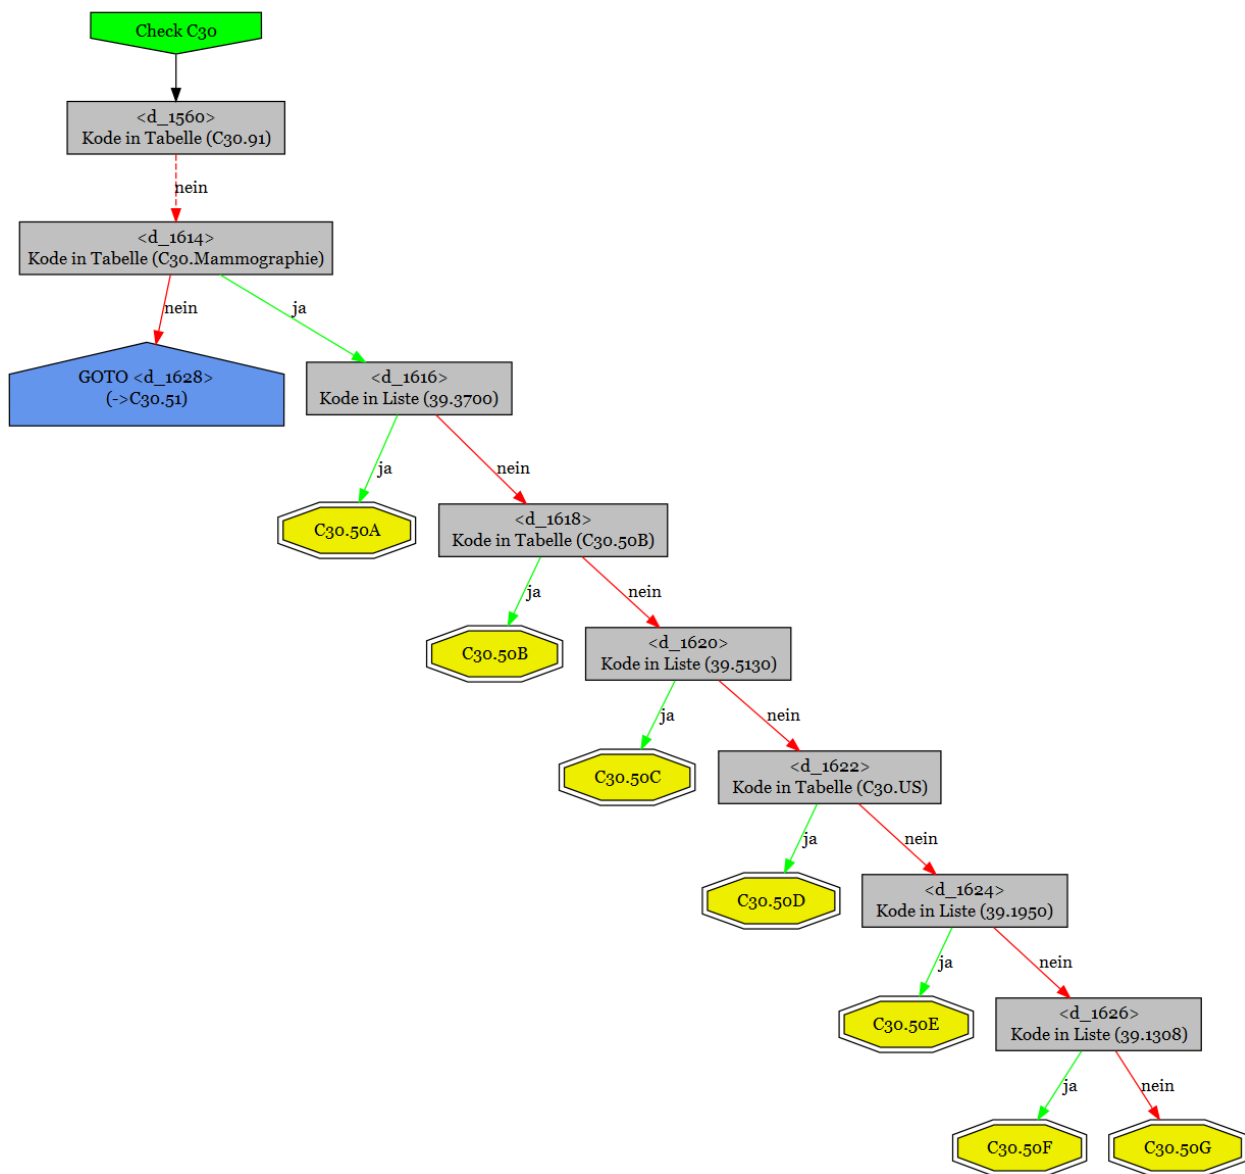 Check C30
<d_1560>
Kode in Tabelle (C30.91)
nein
<d_1614>
Kode in Tabelle (C30.Mammographie)
nein
ja
GOTO <d_1628>
(->C30.51)
<d_1616>
Kode in Liste (39.3700)
ja
nein
C30.50A
<d_1618>
Kode in Tabelle (C30.50B)
ja
nein
C30.50B
<d_1620>
Kode in Liste (39.5130)
ja
nein
C30.50C
<d_1622>
Kode in Tabelle (C30.US)
ja
nein
C30.50D
<d_1624>
Kode in Liste (39.1950)
ja
nein
C30.50E
<d_1626>
Kode in Liste (39.1308)
ja
nein
C30.50F
C30.50G